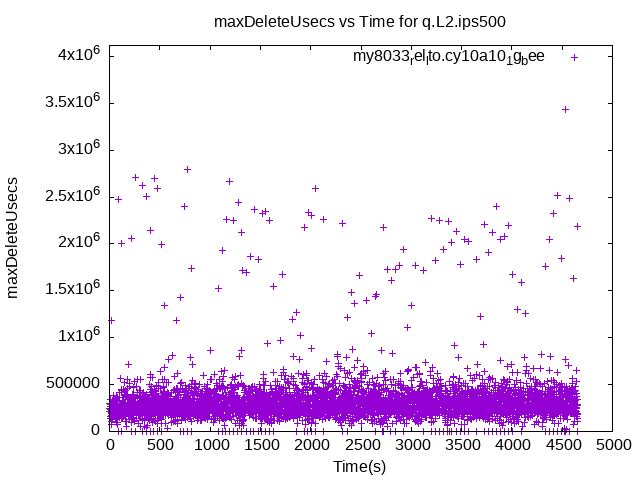 maxDeleteUsecs vs Time for q.L2.ips500
my8033_rel_lto.cy10a10_1g_bee
maxDeleteUsecs
4x10^6
3.5x10^6
3x10^6
2.5x10^6
2x10^6
1.5x10^6
1x10^6
500000
0
0 500 1000 1500 2000 2500 3000 3500 4000 4500 5000
Time(s)